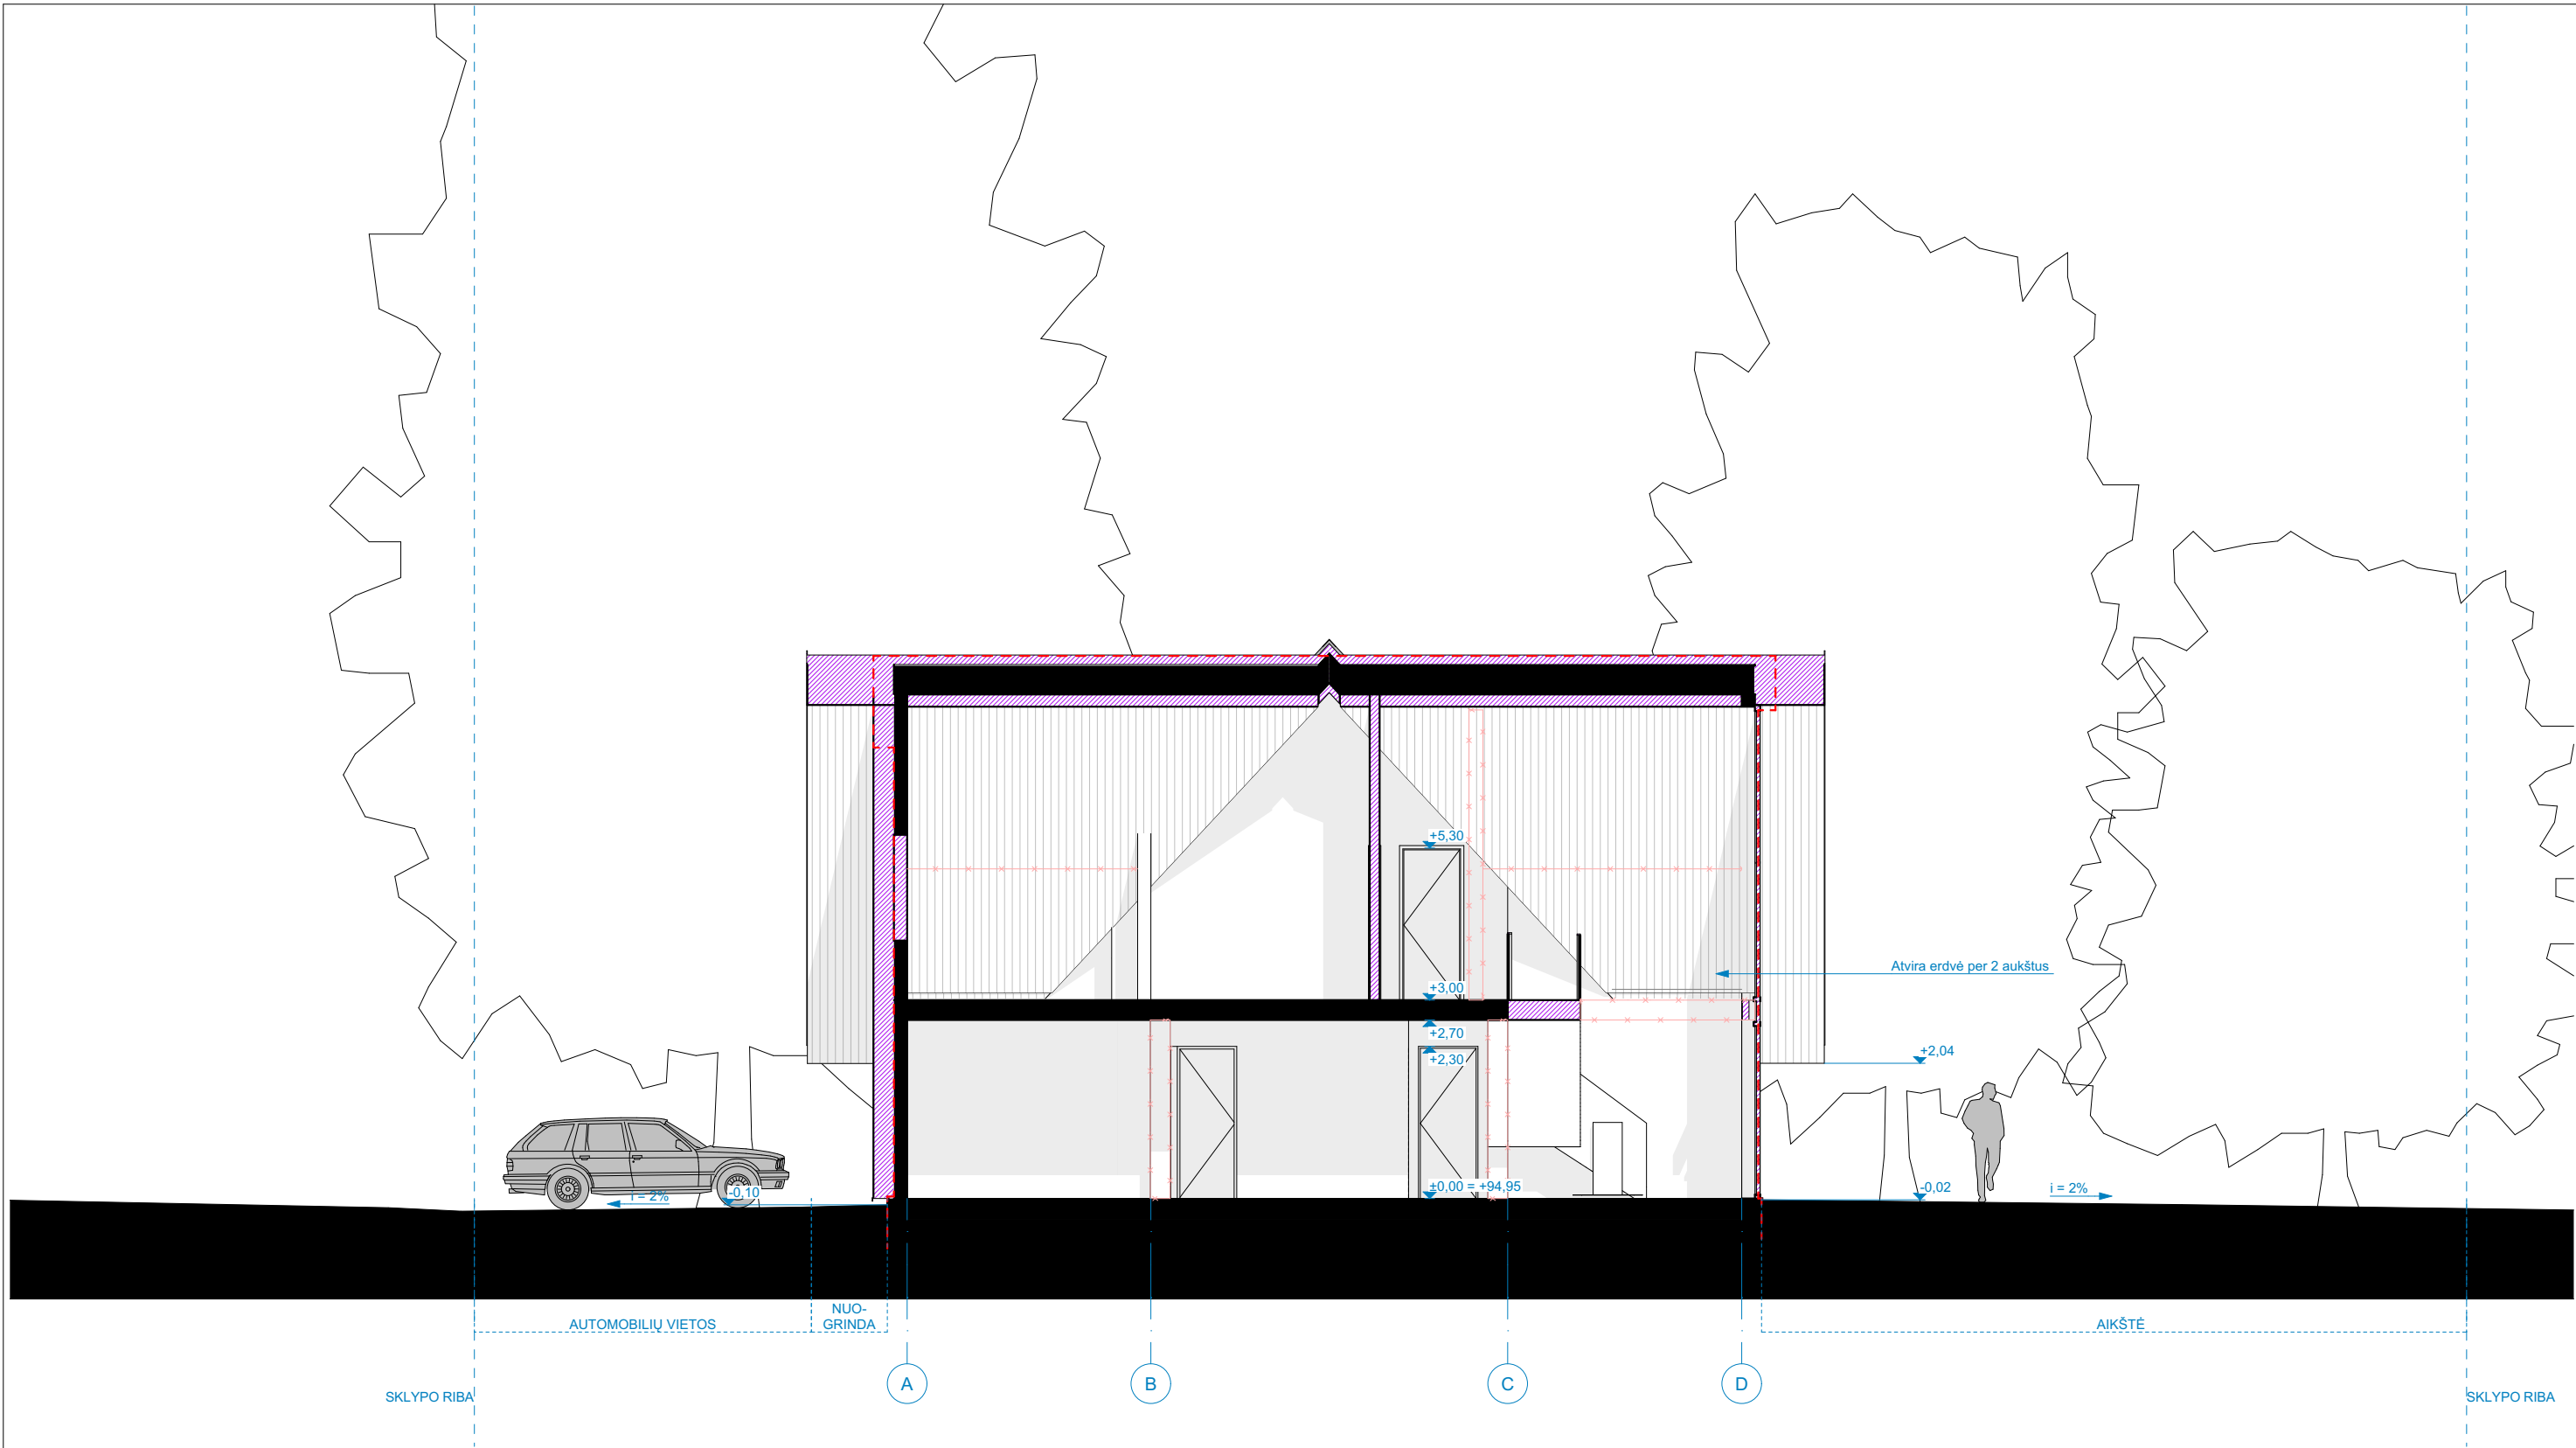 +5,30
Atvira erdvė per 2 aukštus
+3,00
+2,70
+2,30
+2,04
±0,00 = +94,95
-0,10
i = 2%
-0,02
i = 2%
NUO-
GRINDA
AUTOMOBILIŲ VIETOS
AIKŠTĖ
A
B
C
D
SKLYPO RIBA
SKLYPO RIBA